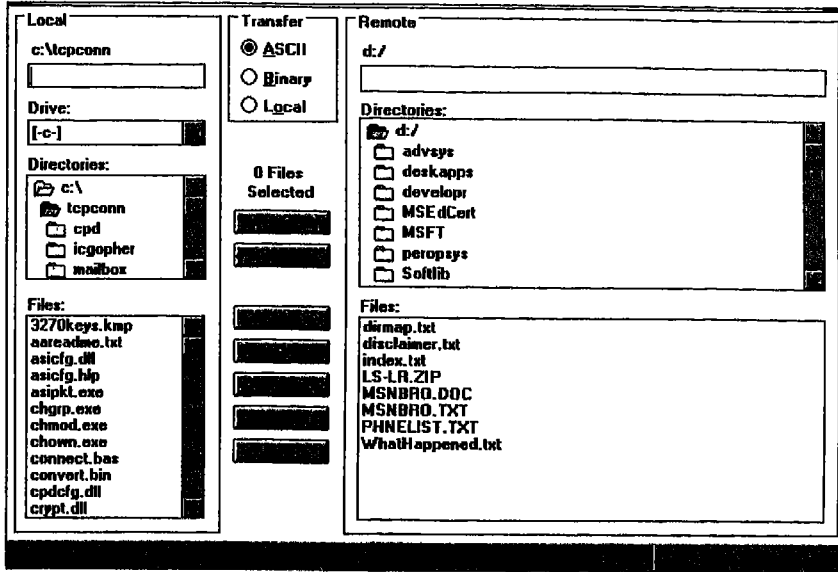 Local
c:\tcpconn
Drive:
[-c-]
Directories:
c:\
tcpconn
cpd
icgopher
mailbox
Files:
3270keys.kmp
aareadme.txt
asicfg.dll
asicfg.hlp
asipkt.exe
chgrp.exe
chmod.exe
chown.exe
connect.bas
convert.bin
cpdcfg.dll
crypt.dll
Transfer
ASCII
Binary
Local
0 Files
Selected
Remote
d:/
Directories:
d:/
advsys
deskapps
developr
MSEdCert
MSFT
peropsys
Softlib
Files:
dirmap.txt
disclaimer.txt
index.txt
LS-LR.ZIP
MSNBRO.DOC
MSNBRO.TXT
PHNELIST.TXT
WhatHappened.txt